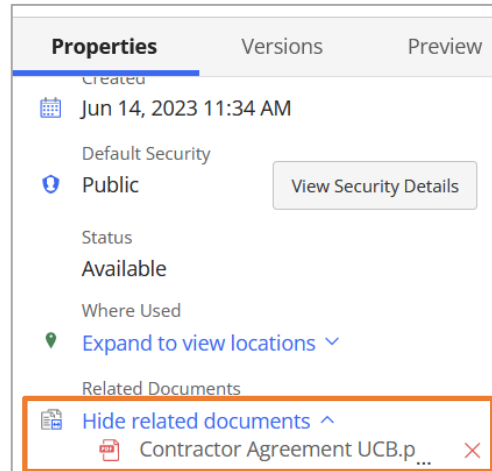 Properties Versions Preview
Created
Jun 14, 2023 11:34 AM
Default Security
Public View Security Details
Status
Available
Where Used
Expand to view locations
Related Documents
Hide related documents
PDF Contractor Agreement UCB.p...